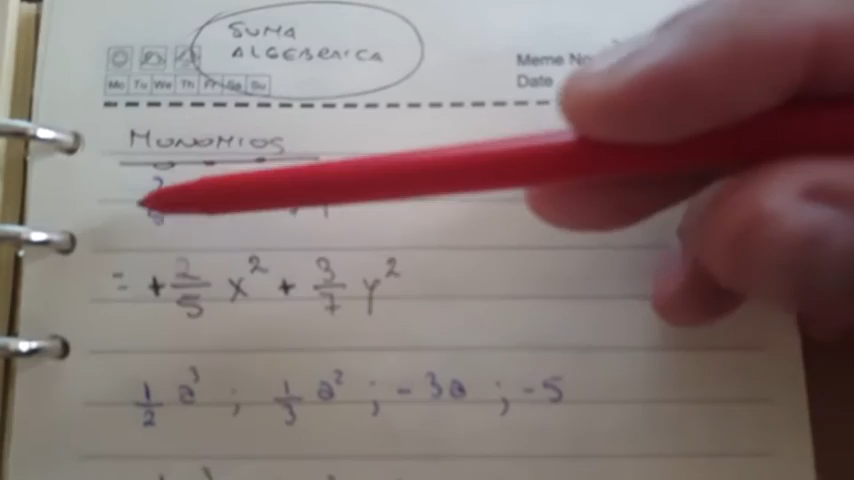 SUMA
ALGEBRAICA
Meme No
Date
Mo Tu We Th Fr Sa Su
MONOMIOS
= + 2/5 x² + 3/7 y²
1/2 a³ ; 1/3 a² ; - 3a ; - 5